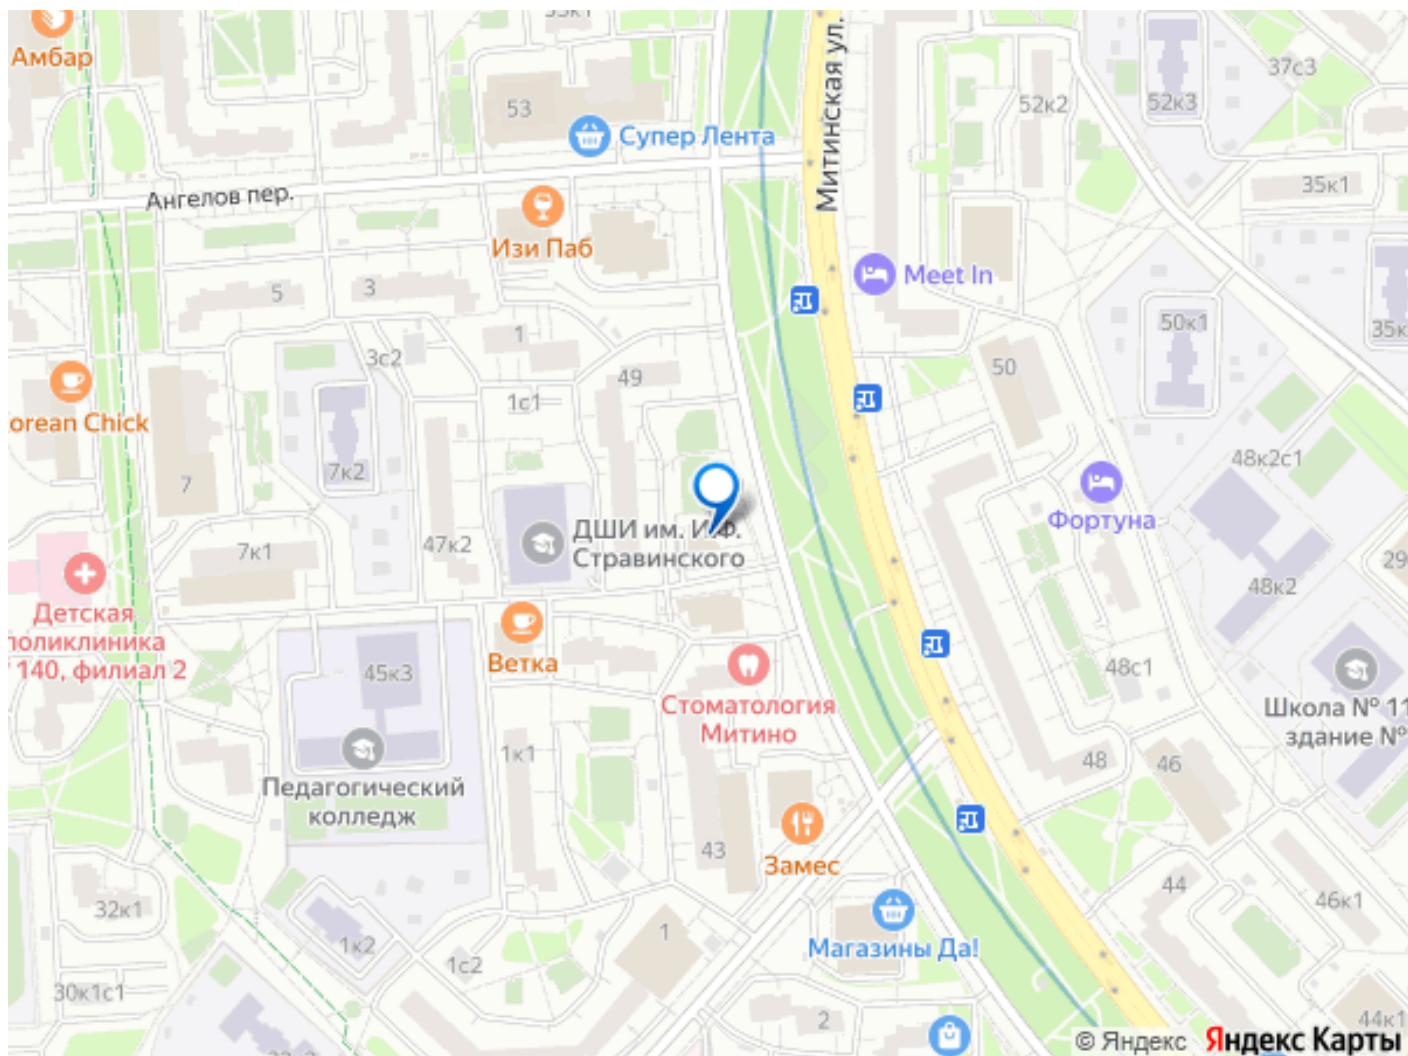 55к1
Амбар
53
Супер Лента
Митинская ул.
52к2
52к3
37с3
35к1
Ангелов пер.
Изи Паб
Meet In
5
3
1
3с2
49
1с1
50
50к1
35к
orean Chick
7
7к2
48к2с1
Фортуна
ДШИ им. И.Ф.
Стравинского
47к2
7к1
29
48к2
Детская
поликлиника
140, филиал 2
Ветка
45к3
Стоматология
Митино
48с1
Школа № 11
здание №
Педагогический
колледж
1к1
48
46
43
Замес
44
46к1
32к1
1к2
1
1с2
Магазины Да!
30к1с1
2
44к1
© Яндекс
Яндекс Карты